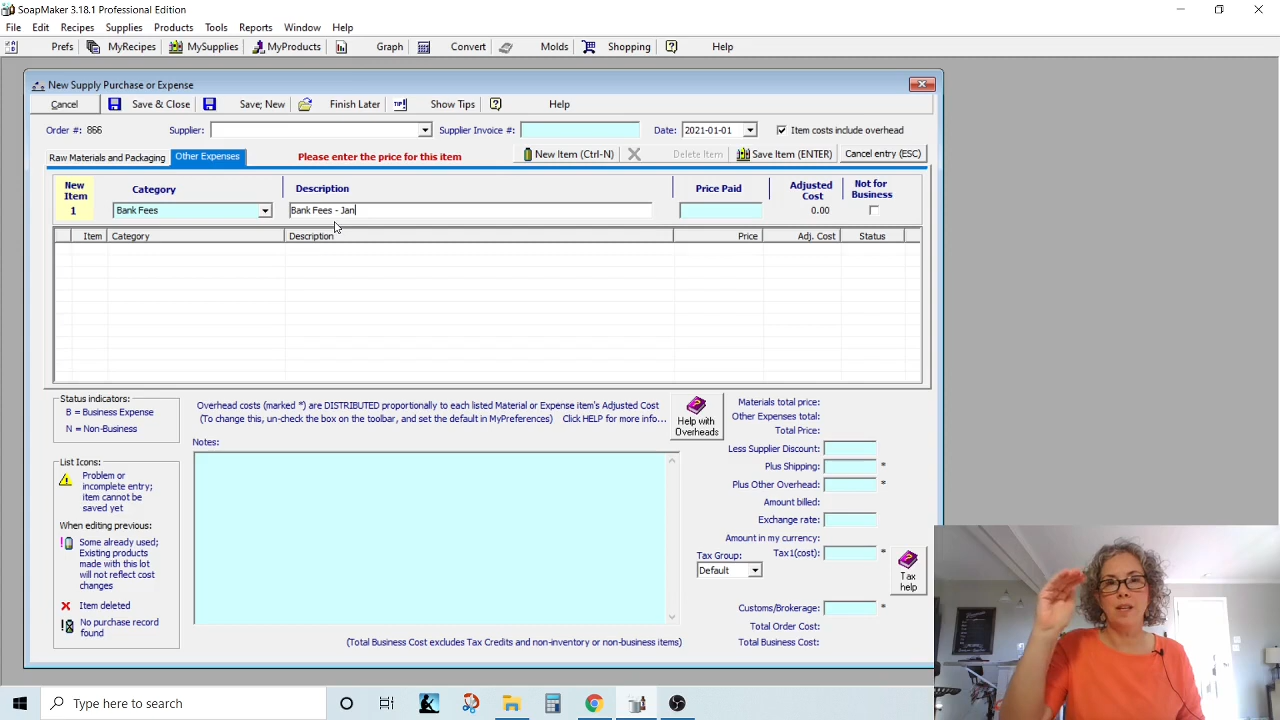 SoapMaker 3.18.1 Professional Edition
File Edit Recipes Supplies Products Tools Reports Window Help
Prefs MyRecipes MySupplies MyProducts Graph Convert Molds Shopping Help
New Supply Purchase or Expense
Cancel Save & Close Save; New Finish Later TIP! Show Tips Help
Order #: 866 Supplier: Supplier Invoice #: Date: 2021-01-01 Item costs include overhead
Raw Materials and Packaging Other Expenses Please enter the price for this item New Item (Ctrl-N) Delete Item Save Item (ENTER) Cancel entry (ESC)
New Item 1 Category Description Price Paid Adjusted Cost Not for Business
Bank Fees Bank Fees - Jan 0.00
Item Category Description Price Adj. Cost Status
Status indicators:
B = Business Expense
N = Non-Business
Overhead costs (marked *) are DISTRIBUTED proportionally to each listed Material or Expense item's Adjusted Cost
(To change this, un-check the box on the toolbar, and set the default in MyPreferences) Click HELP for more info...
Help with Overheads
Notes:
List Icons:
Problem or
incomplete entry;
item cannot be
saved yet
When editing previous:
Some already used;
Existing products
made with this lot
will not reflect cost
changes
Item deleted
No purchase record
found
Materials total price:
Other Expenses total:
Total Price:
Less Supplier Discount:
Plus Shipping: *
Plus Other Overhead: *
Amount billed:
Exchange rate:
Amount in my currency:
Tax Group: Tax1(cost): *
Default
Tax help
Customs/Brokerage: *
Total Order Cost:
(Total Business Cost excludes Tax Credits and non-inventory or non-business items) Total Business Cost:
Type here to search